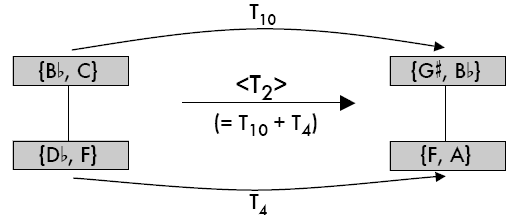 T₁₀
{B♭, C}
{G♯, B♭}
<T₂>
(= T₁₀ + T₄)
{D♭, F}
{F, A}
T₄